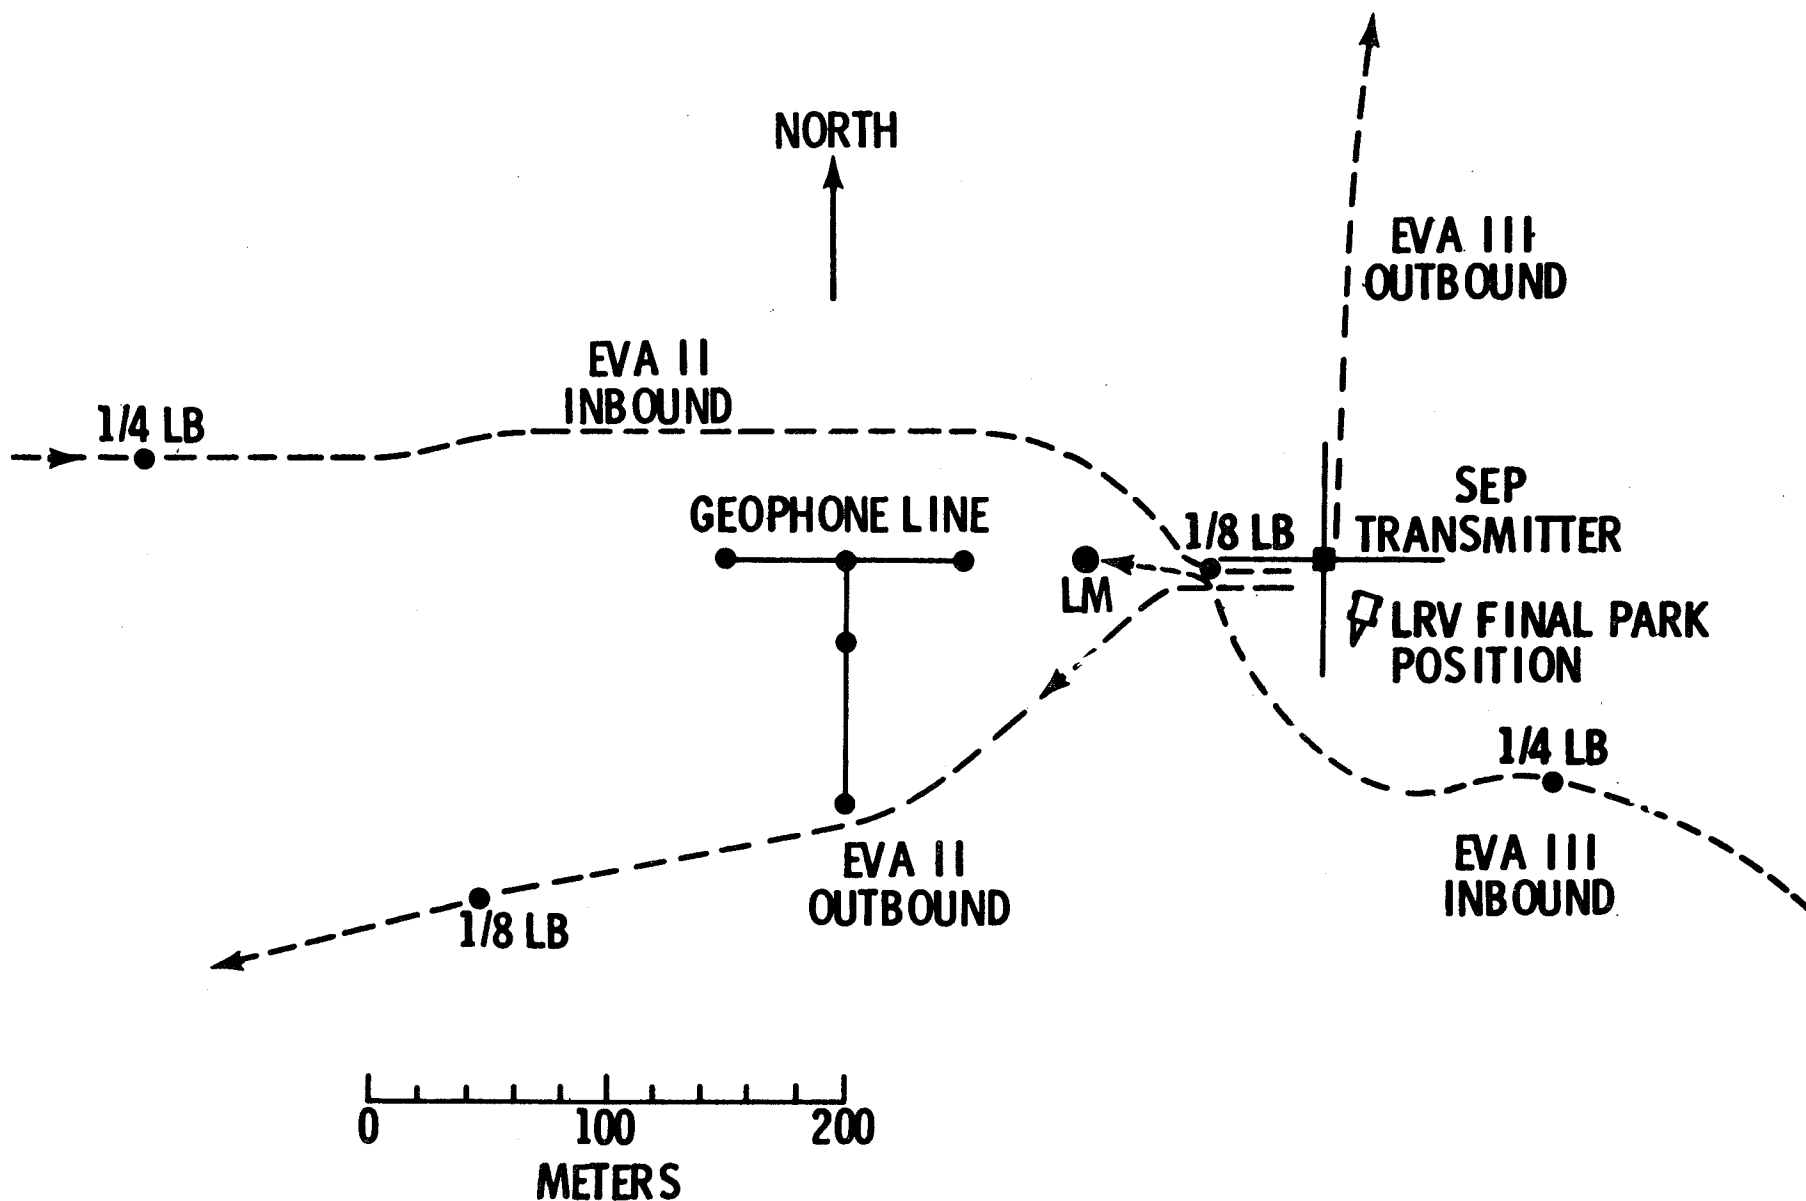 NORTH
EVA III
OUTBOUND
EVA II
INBOUND
1/4 LB
GEOPHONE LINE
1/8 LB
SEP
TRANSMITTER
LM
LRV FINAL PARK
POSITION
1/4 LB
EVA III
INBOUND
EVA II
OUTBOUND
1/8 LB
0 100 200
METERS